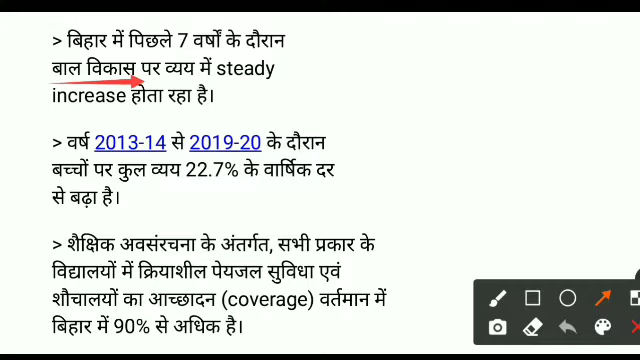 > बिहार में पिछले 7 वर्षों के दौरान
बाल विकास पर व्यय में steady
increase होता रहा है।
> वर्ष 2013-14 से 2019-20 के दौरान
बच्चों पर कुल व्यय 22.7% के वार्षिक दर
से बढ़ा है।
> शैक्षिक अवसंरचना के अंतर्गत, सभी प्रकार के
विद्यालयों में क्रियाशील पेयजल सुविधा एवं
शौचालयों का आच्छादन (coverage) वर्तमान में
बिहार में 90% से अधिक है।